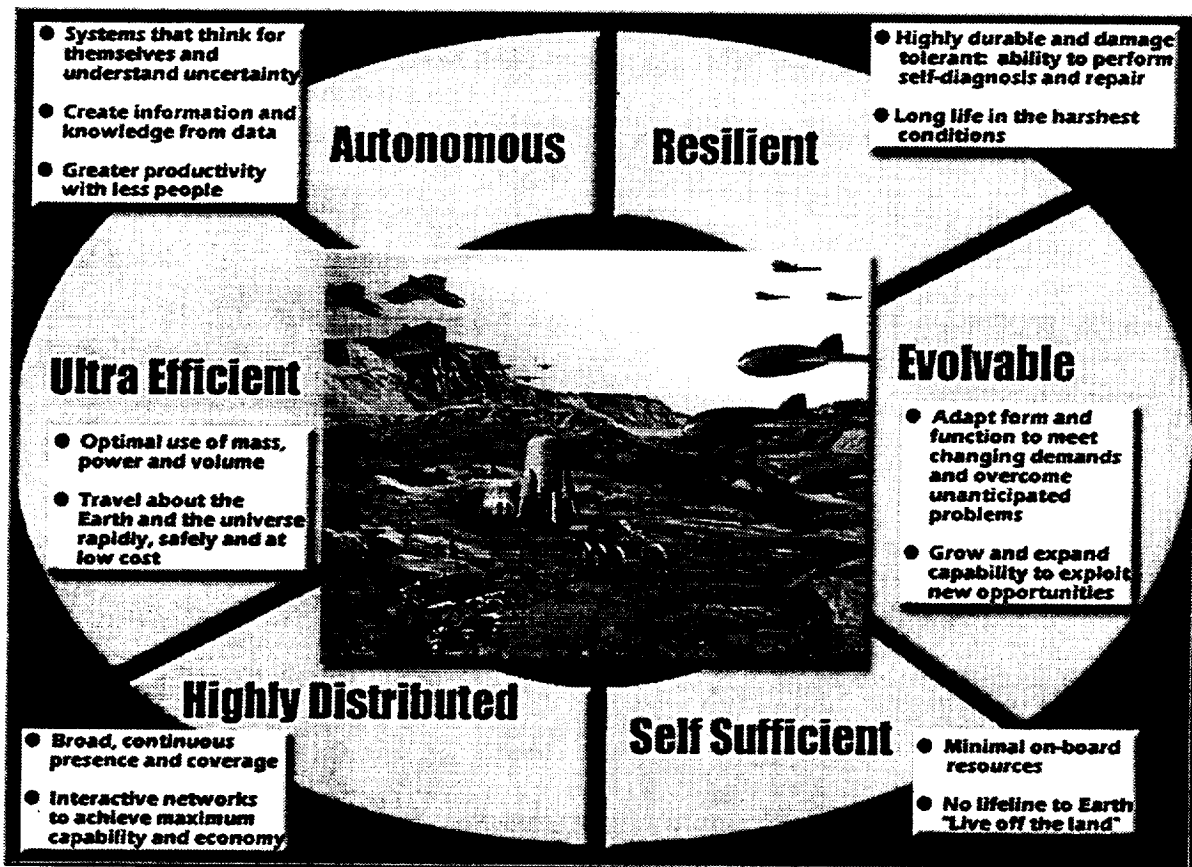 ● Systems that think for
themselves and
understand uncertainty
● Create information and
knowledge from data
● Greater productivity
with less people
Autonomous
Resilient
● Highly durable and damage
tolerant: ability to perform
self-diagnosis and repair
● Long life in the harshest
conditions
Ultra Efficient
● Optimal use of mass,
power and volume
● Travel about the
Earth and the universe
rapidly, safely and at
low cost
Evolvable
● Adapt form and
function to meet
changing demands
and overcome
unanticipated
problems
● Grow and expand
capability to exploit
new opportunities
Highly Distributed
● Broad, continuous
presence and coverage
● Interactive networks
to achieve maximum
capability and economy
Self Sufficient
● Minimal on-board
resources
● No lifeline to Earth
"Live off the land"